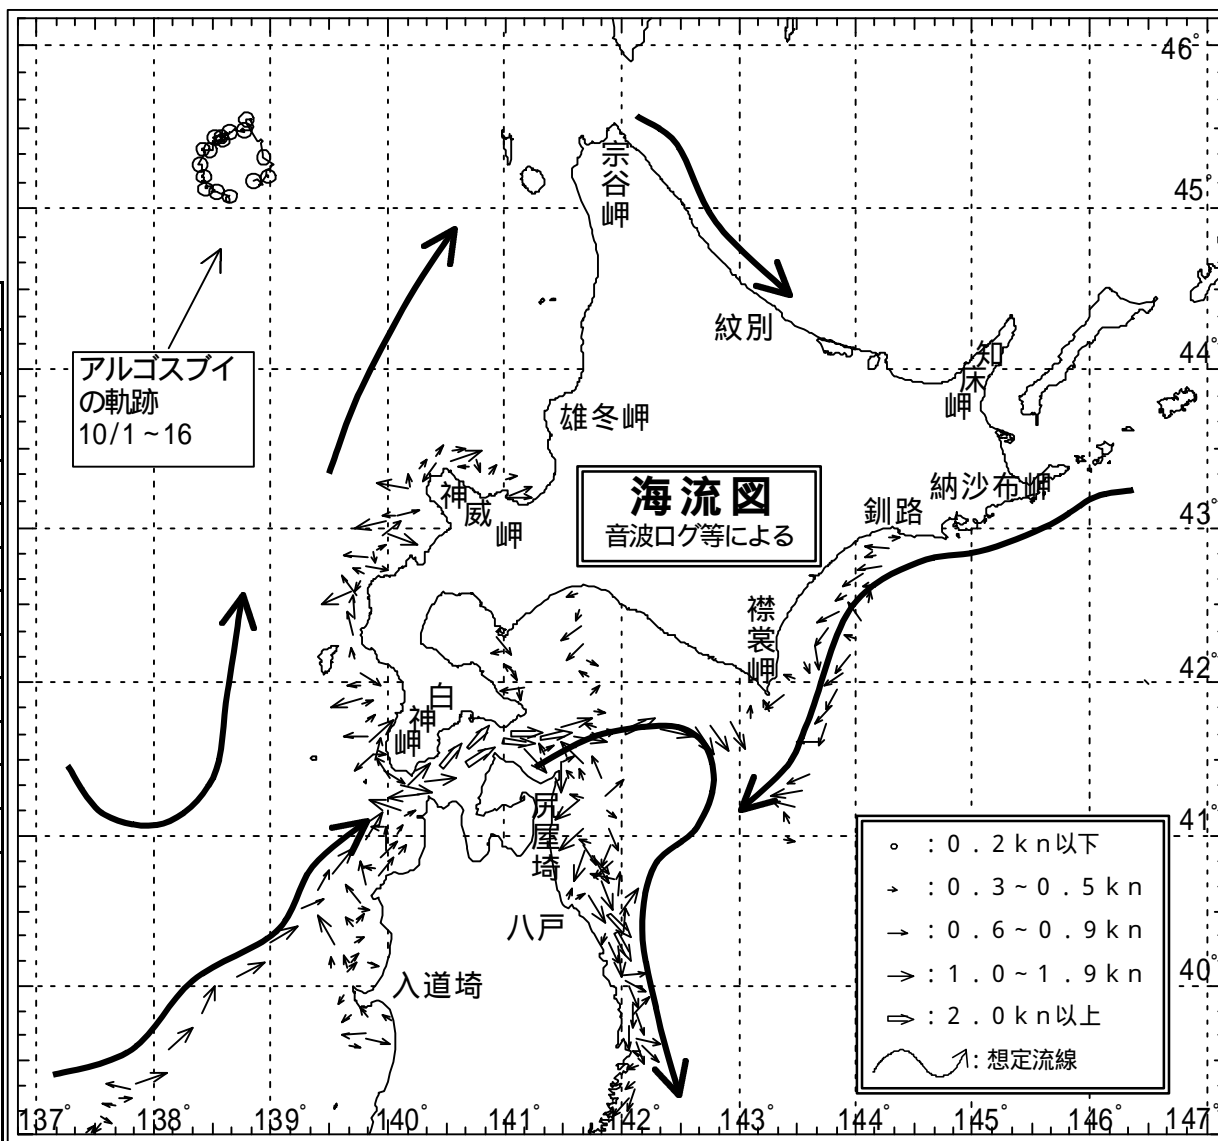 46°
宗谷岬
45°
紋別
アルゴスブイ
の軌跡
10/1~16
44°
知床岬
雄冬岬
海流図
音波ログ等による
納沙布岬
神威岬
釧路
43°
襟裳岬
42°
白神岬
尻屋埼
41°
:0.2kn以下
:0.3~0.5kn
:0.6~0.9kn
:1.0~1.9kn
:2.0kn以上
:想定流線
八戸
入道埼
40°
137° 138° 139° 140° 141° 142° 143° 144° 145° 146° 147°